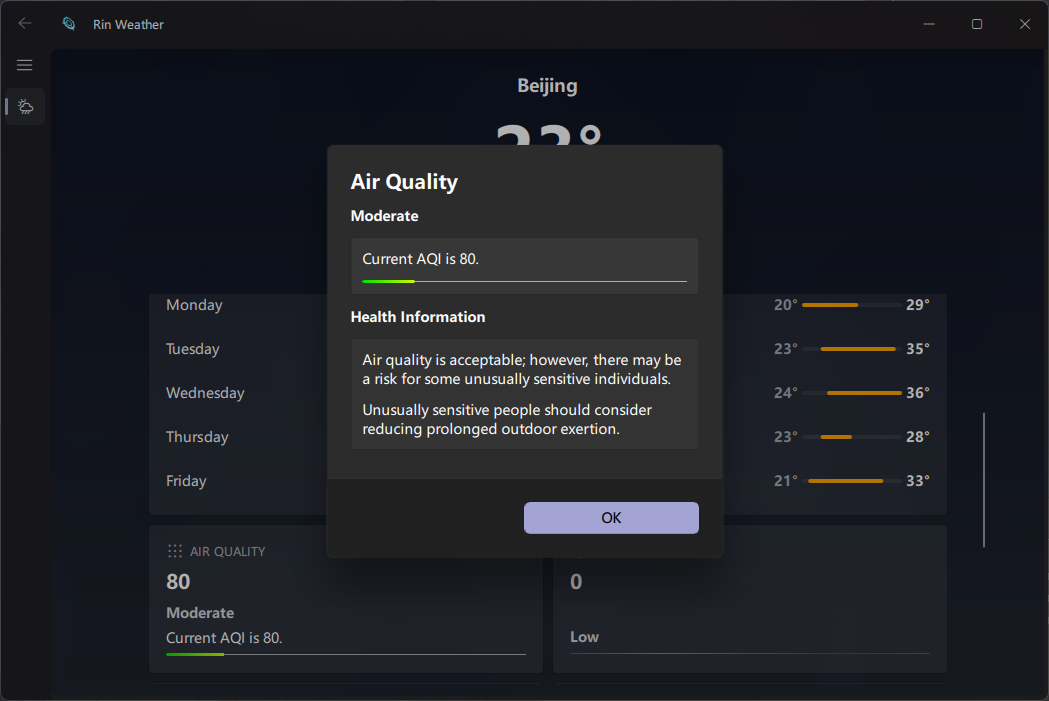 Rin Weather
Beijing
Air Quality
Moderate
Current AQI is 80.
Health Information
Air quality is acceptable; however, there may be
a risk for some unusually sensitive individuals.
Unusually sensitive people should consider
reducing prolonged outdoor exertion.
OK
Monday 20° 29°
Tuesday 23° 35°
Wednesday 24° 36°
Thursday 23° 28°
Friday 21° 33°
AIR QUALITY
80
Moderate
Current AQI is 80.
0
Low